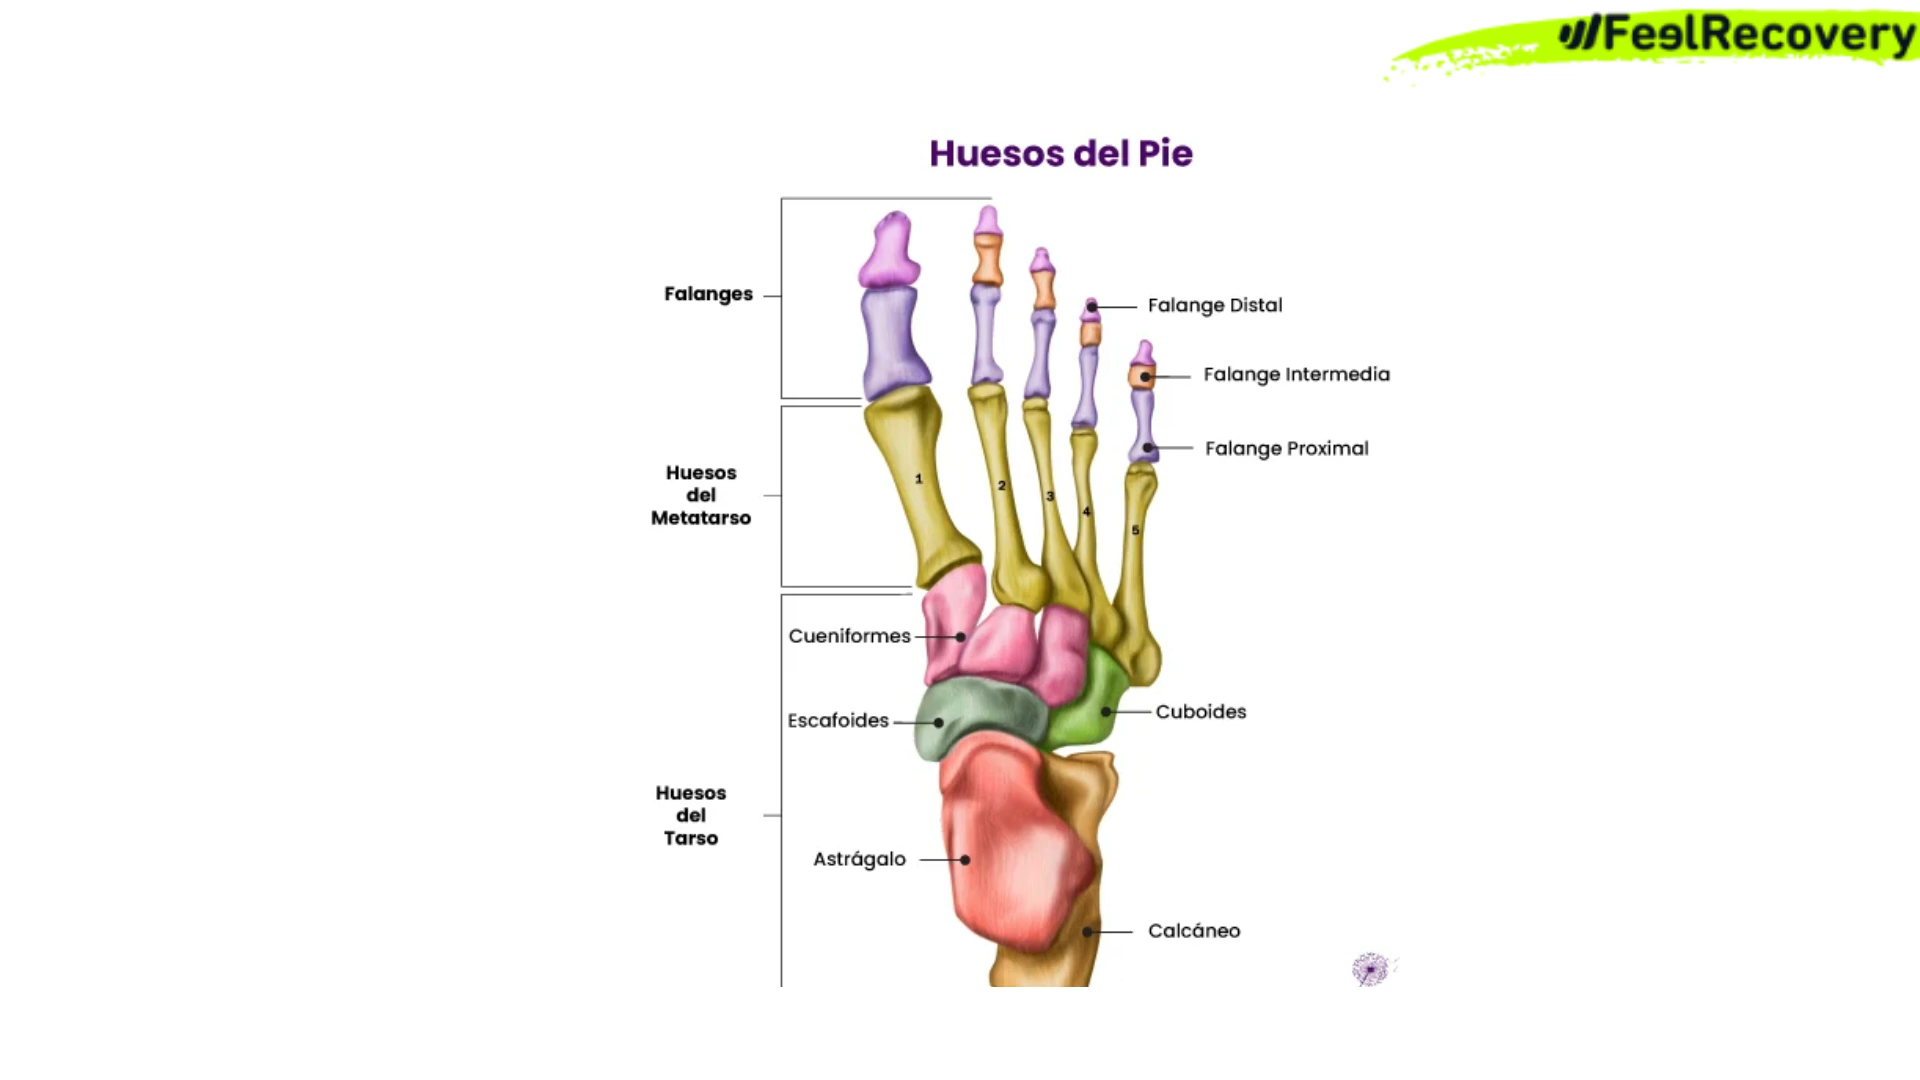 FeelRecovery
Huesos del Pie
Falanges
Falange Distal
Falange Intermedia
Falange Proximal
Huesos
del
Metatarso
1
2
3
4
5
Cueniformes
Escafoides
Cuboides
Huesos
del
Tarso
Astrágalo
Calcáneo